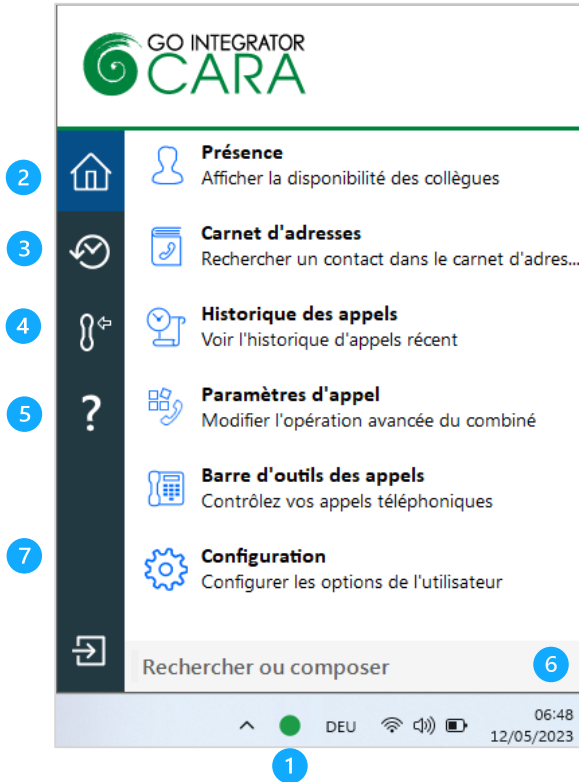 GO INTEGRATOR
CARA
2
Présence
Afficher la disponibilité des collègues
3
Carnet d'adresses
Rechercher un contact dans le carnet d'adres...
4
Historique des appels
Voir l'historique d'appels récent
5
?
Paramètres d'appel
Modifier l'opération avancée du combiné
Barre d'outils des appels
Contrôlez vos appels téléphoniques
7
Configuration
Configurer les options de l'utilisateur
Rechercher ou composer
6
DEU
06:48
12/05/2023
1